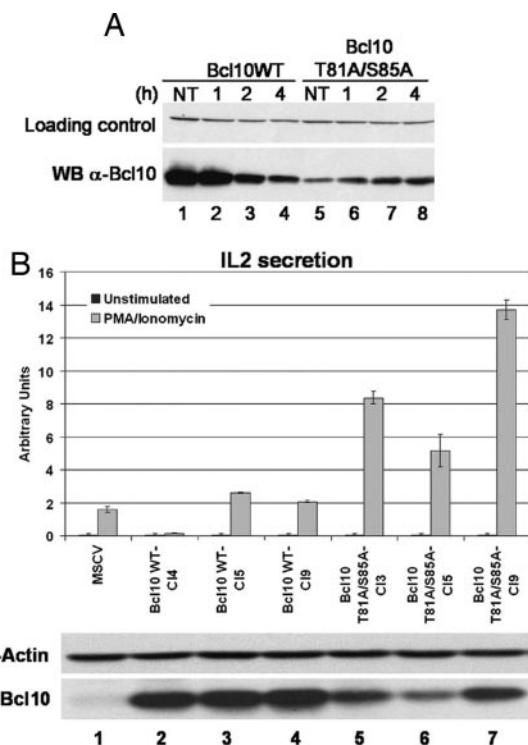 A
Bcl10
Bcl10WT T81A/S85A
(h) NT 1 2 4 NT 1 2 4
Loading control
WB α-Bcl10
1 2 3 4 5 6 7 8
B
IL2 secretion
Unstimulated
PMA/Ionomycin
Arbitrary Units
16
14
12
10
8
6
4
2
0
MSCV
Bcl10 WT-
Cl4
Bcl10 WT-
Cl5
Bcl10 WT-
Cl9
Bcl10
T81A/S85A-
Cl3
Bcl10
T81A/S85A-
Cl5
Bcl10
T81A/S85A-
Cl9
-Actin
Bcl10
1 2 3 4 5 6 7